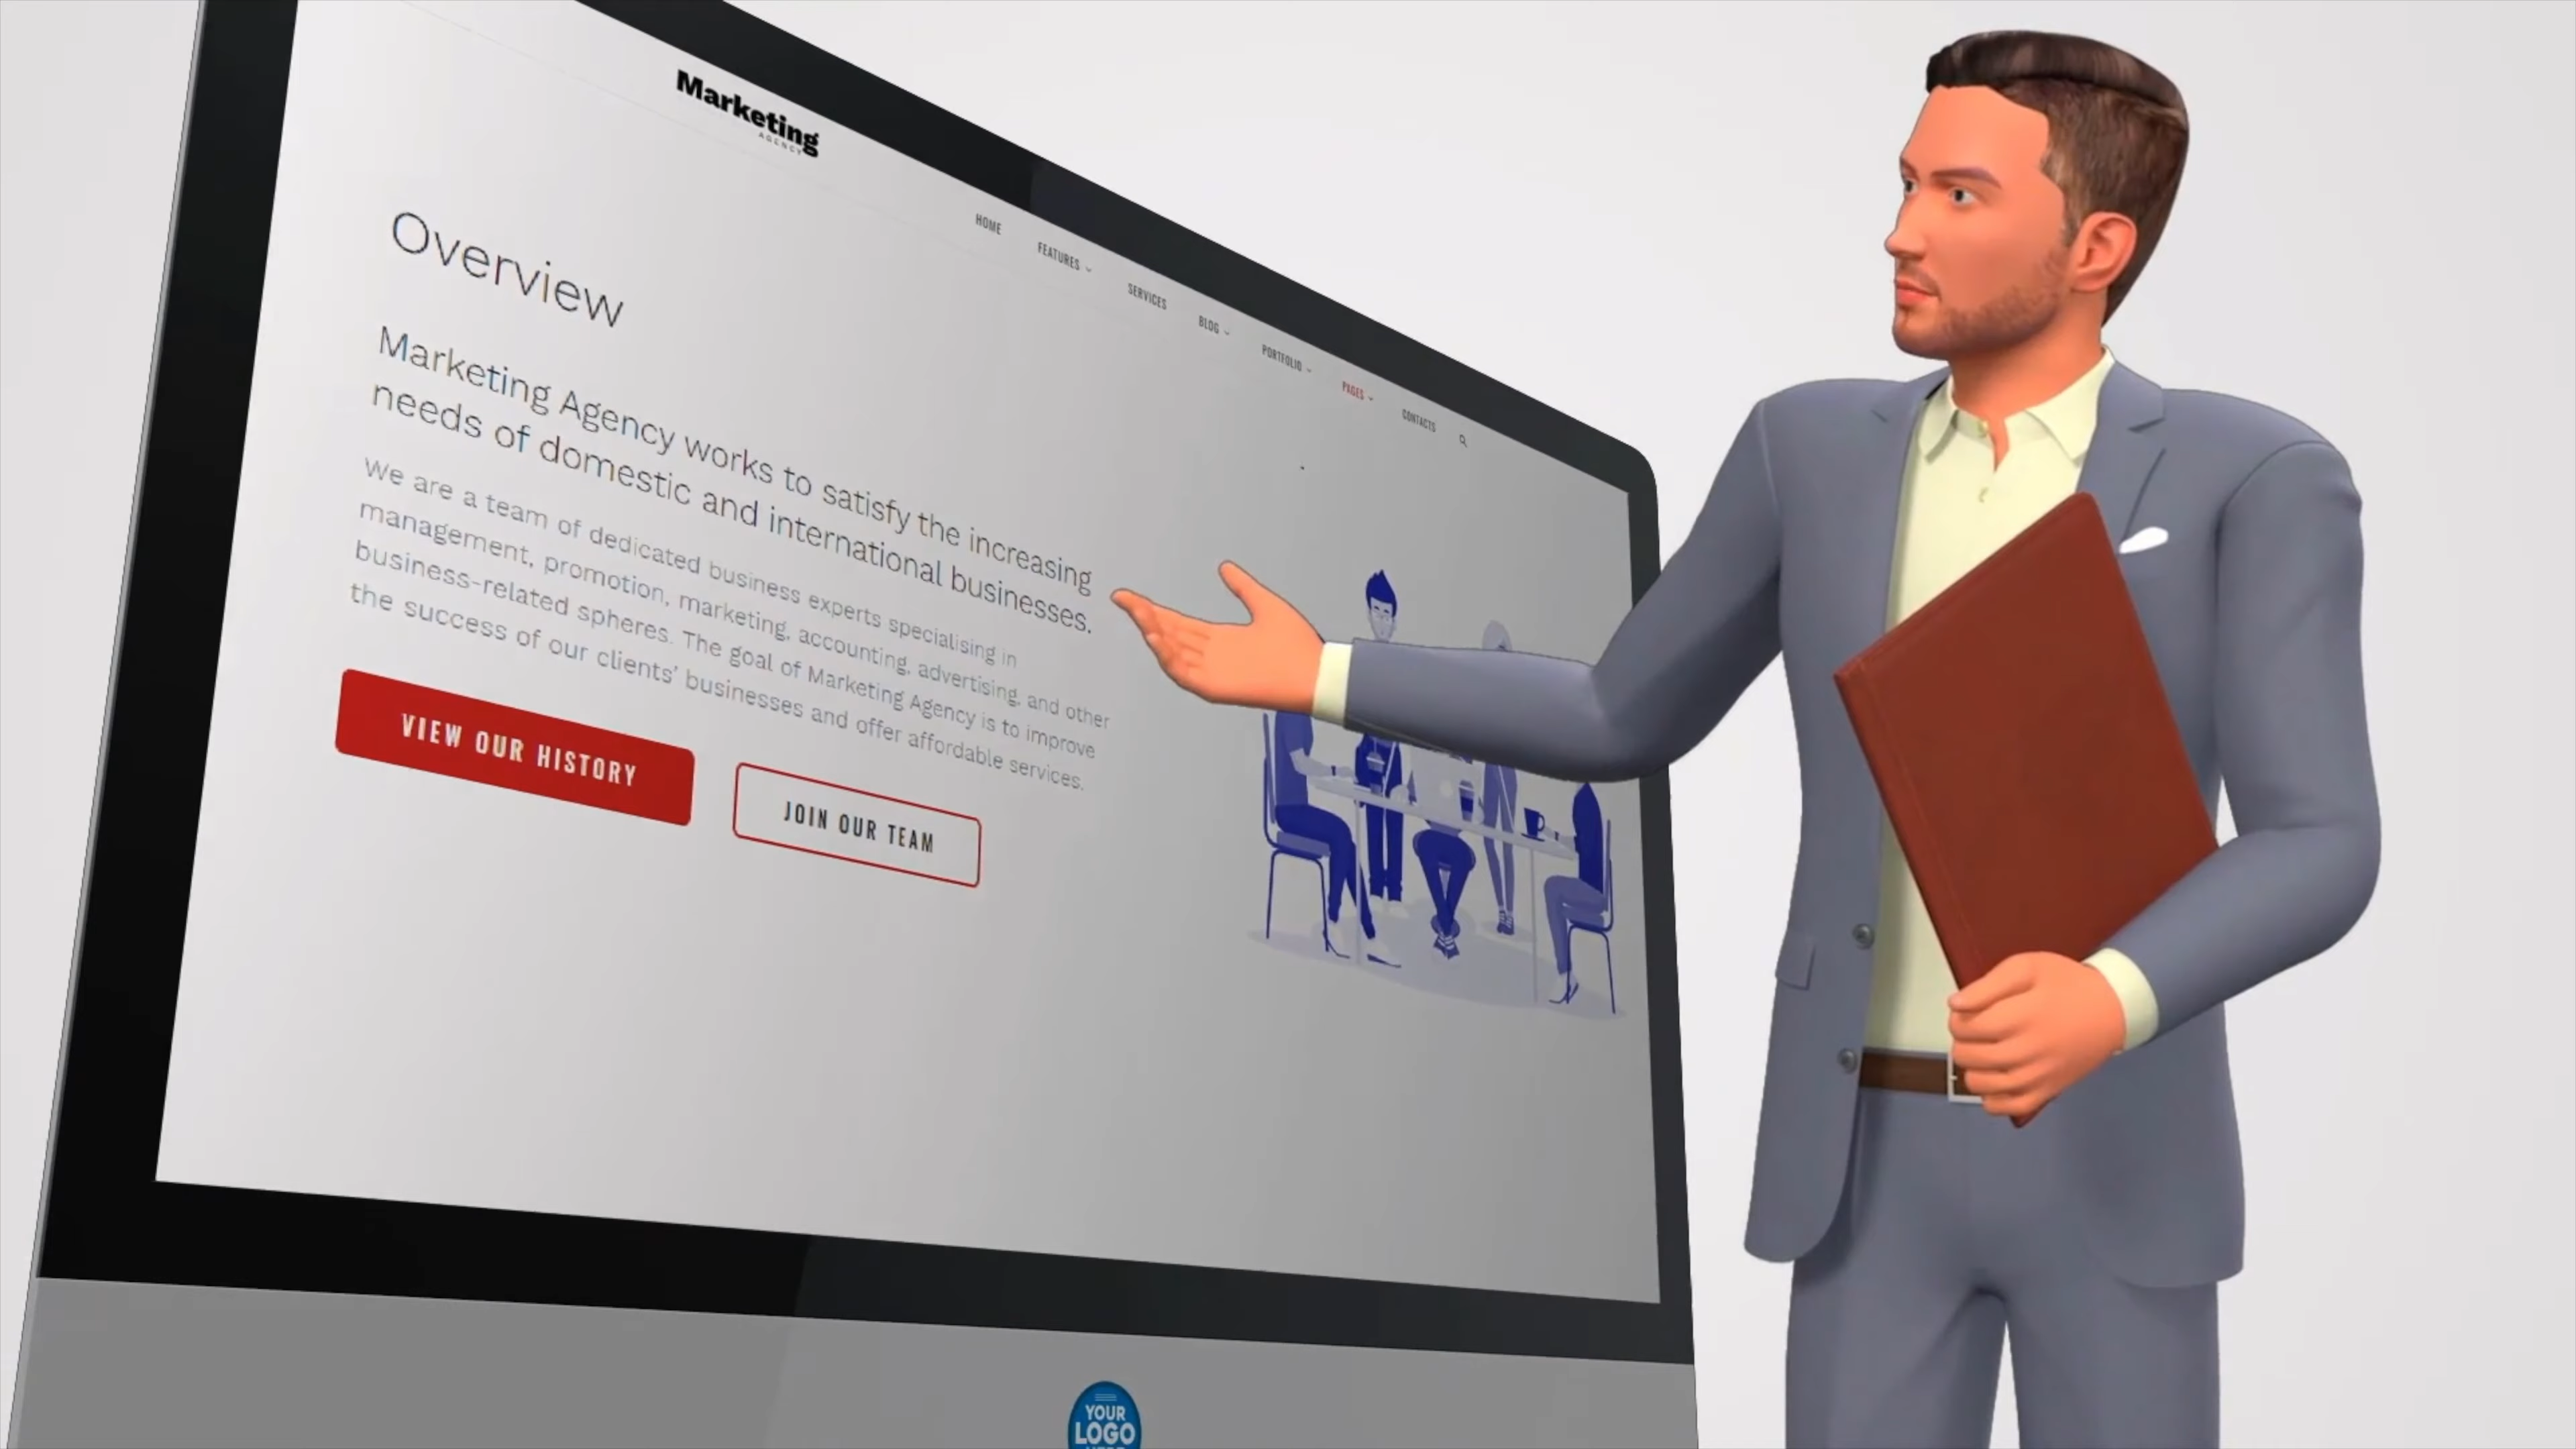 Marketing
AGENCY
HOME
FEATURES
SERVICES
BLOG
PORTFOLIO
PAGES
CONTACTS
Overview
Marketing Agency works to satisfy the increasing
needs of domestic and international businesses.
We are a team of dedicated business experts specialising in
management, promotion, marketing, accounting, advertising, and other
business-related spheres. The goal of Marketing Agency is to improve
the success of our clients' businesses and offer affordable services.
VIEW OUR HISTORY
JOIN OUR TEAM
YOUR
LOGO
HERE